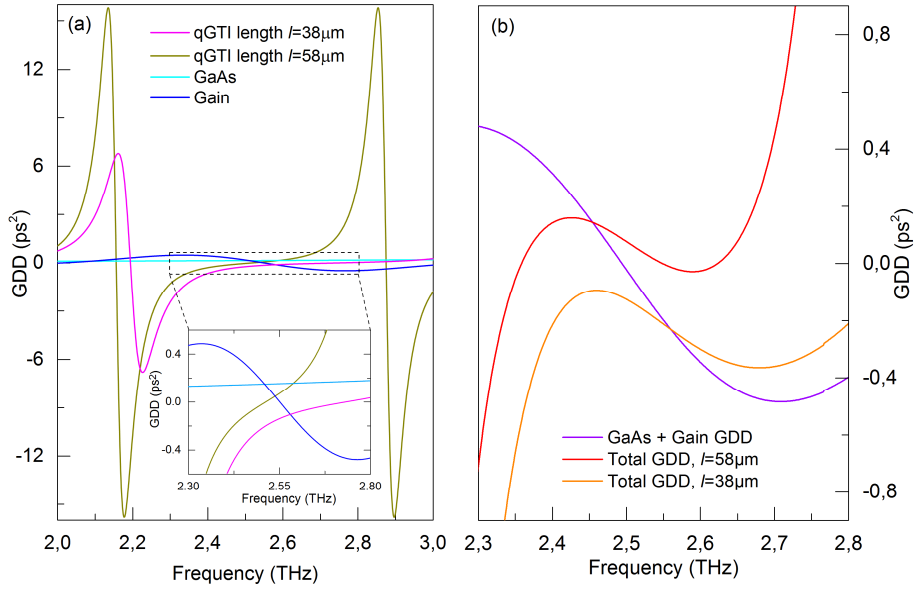 (a)
qGTI length l=38µm
qGTI length l=58µm
GaAs
Gain
12
6
0
-6
-12
GDD (ps²)
2,0
2,2
2,4
2,6
2,8
3,0
Frequency (THz)
0.4
0.0
-0.4
GDD (ps²)
2.30
2.55
2.80
Frequency (THz)
(b)
0,8
0,4
0,0
-0,4
-0,8
GDD (ps²)
GaAs + Gain GDD
Total GDD, l=58µm
Total GDD, l=38µm
2,3
2,4
2,5
2,6
2,7
2,8
Frequency (THz)